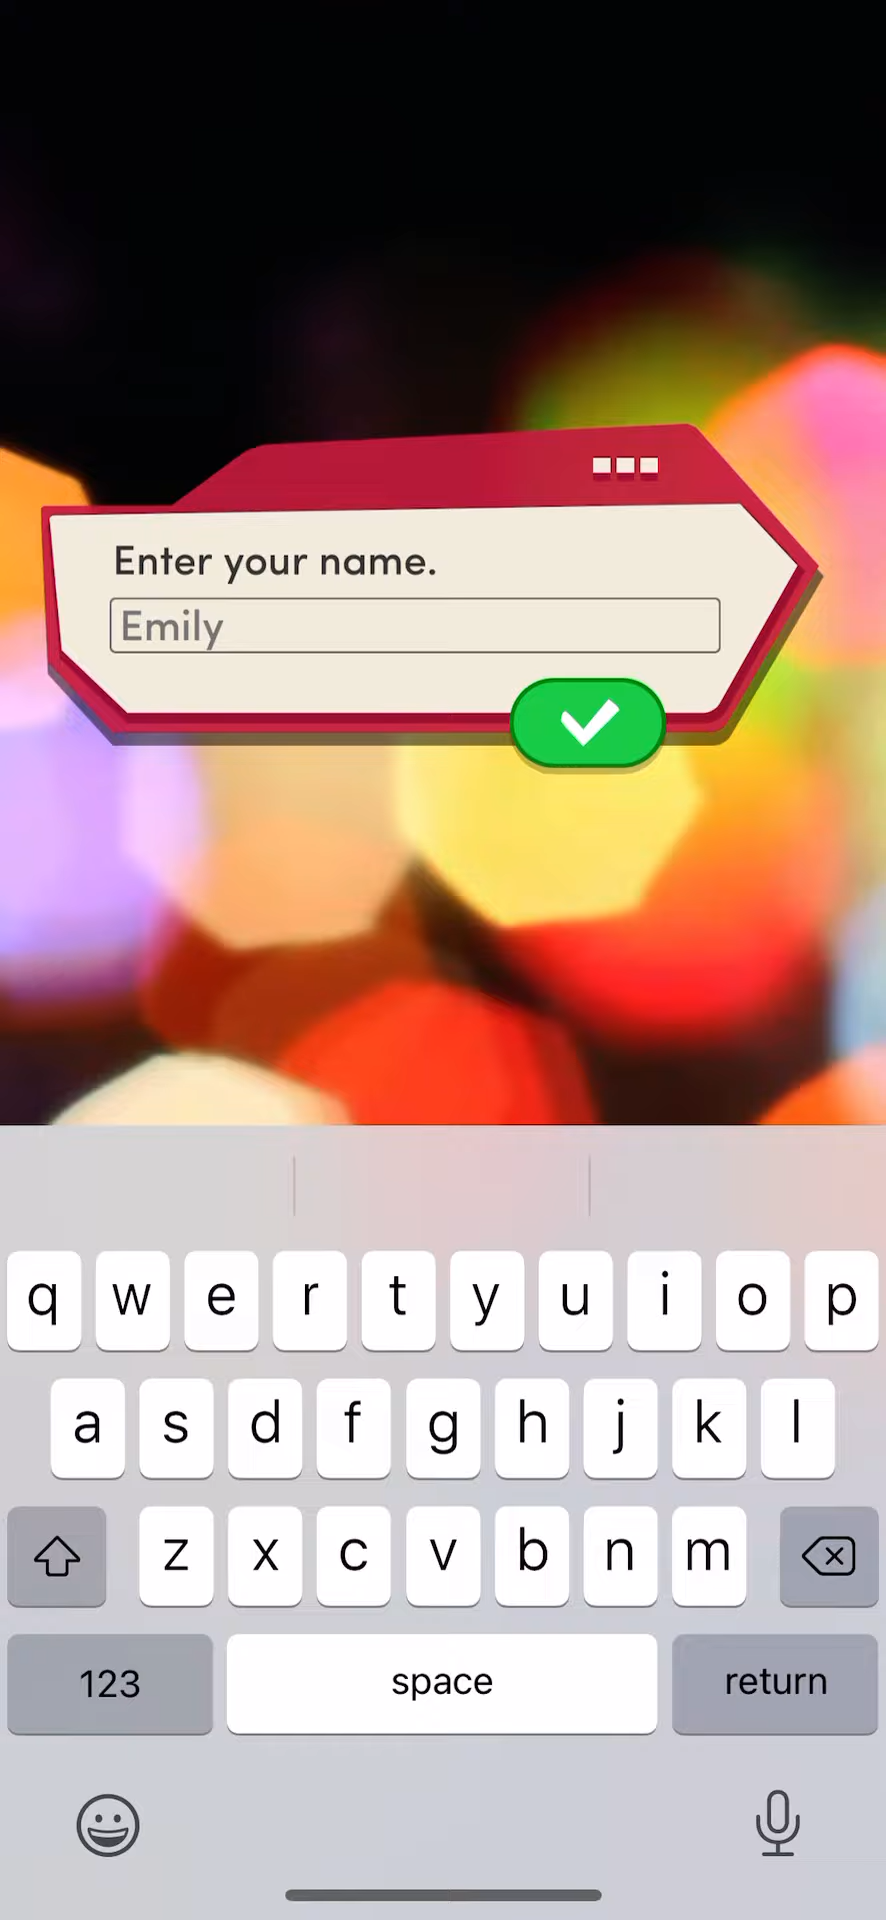 Enter your name.
Emily
q w e r t y u i o p
a s d f g h j k l
z x c v b n m
123 space return